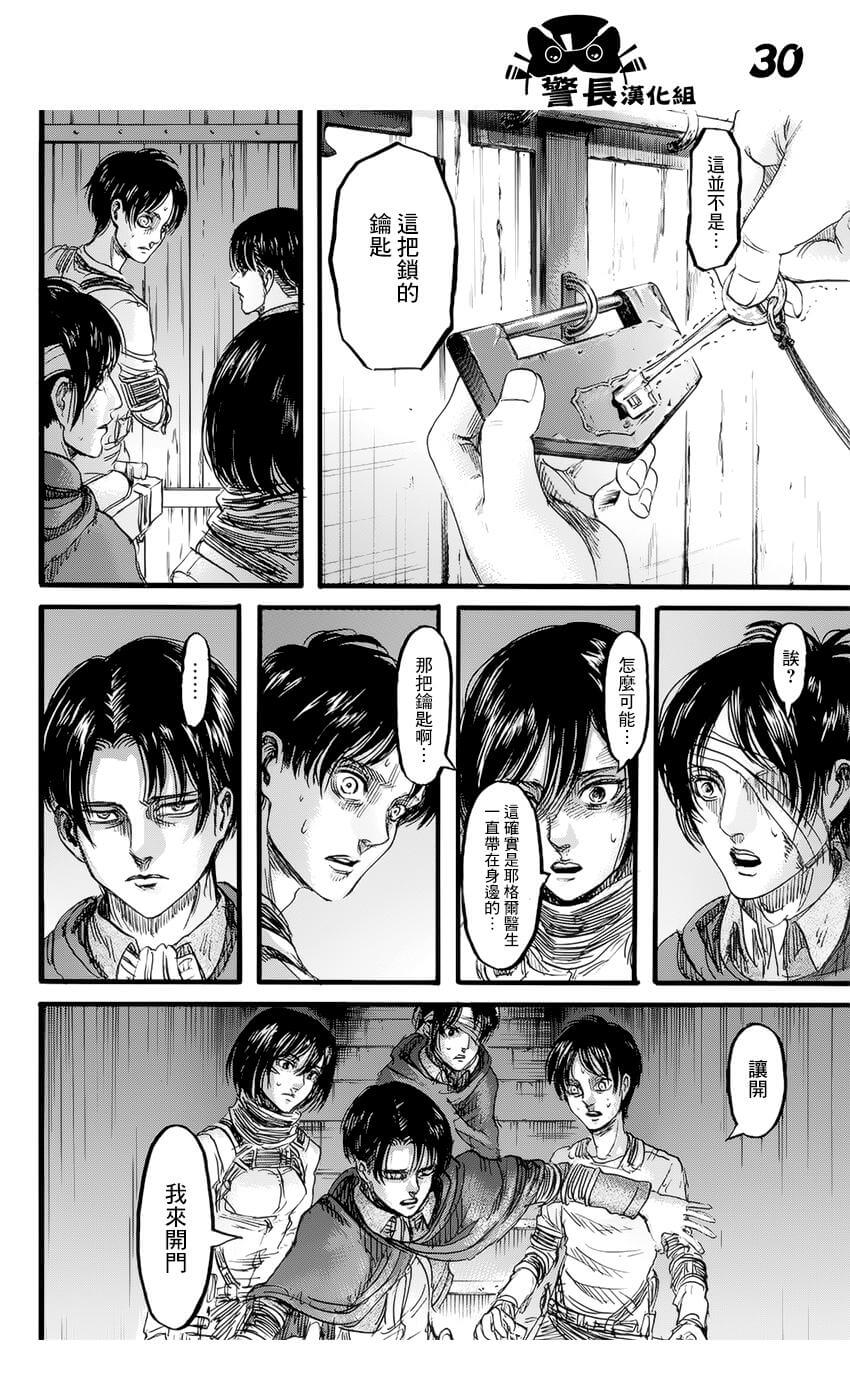 警長漢化組
30
這並不是…
這把鎖的
鑰匙
誒?
怎麼可能…
這確實是耶格爾醫生
一直帶在身邊的…
那把鑰匙啊…
……
讓開
我來開門